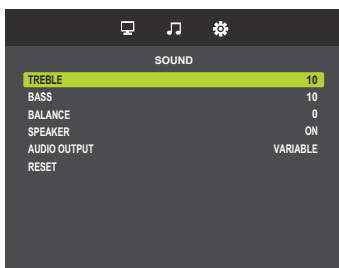 SOUND
TREBLE 10
BASS 10
BALANCE 0
SPEAKER ON
AUDIO OUTPUT VARIABLE
RESET